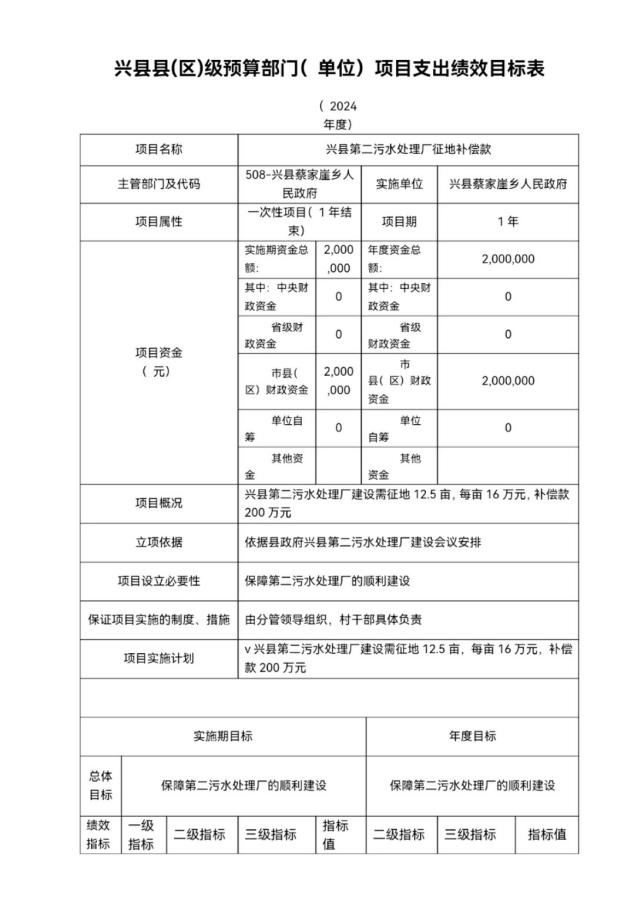 兴县县(区)级预算部门( 单位）项目支出绩效目标表
（ 2024
年度）
项目名称 兴县第二污水处理厂征地补偿款
主管部门及代码 508-兴县蔡家崖乡人
民政府 实施单位 兴县蔡家崖乡人民政府
项目属性 一次性项目( 1 年结
束） 项目期 1 年
项目资金
（ 元） 实施期资金总
额: 2,000
,000 年度资金总
额: 2,000,000
其中: 中央财
政资金 0 其中: 中央财
政资金 0
省级财
政资金 0 省级
财政资金 0
市县(
区）财政资金 2,000
,000 市
县( 区）财政
资金 2,000,000
单位自
筹 0 单位
自筹 0
其他资
金 其他
资金
项目概况 兴县第二污水处理厂建设需征地 12.5 亩, 每亩 16 万元, 补偿款
200 万元
立项依据 依据县政府兴县第二污水处理厂建设会议安排
项目设立必要性 保障第二污水处理厂的顺利建设
保证项目实施的制度、措施 由分管领导组织，村干部具体负责
项目实施计划 v 兴县第二污水处理厂建设需征地 12.5 亩，每亩 16 万元，补偿
款 200 万元
实施期目标 年度目标
总体
目标 保障第二污水处理厂的顺利建设 保障第二污水处理厂的顺利建设
绩效
指标 一级
指标 二级指标 三级指标 指标
值 二级指标 三级指标 指标值